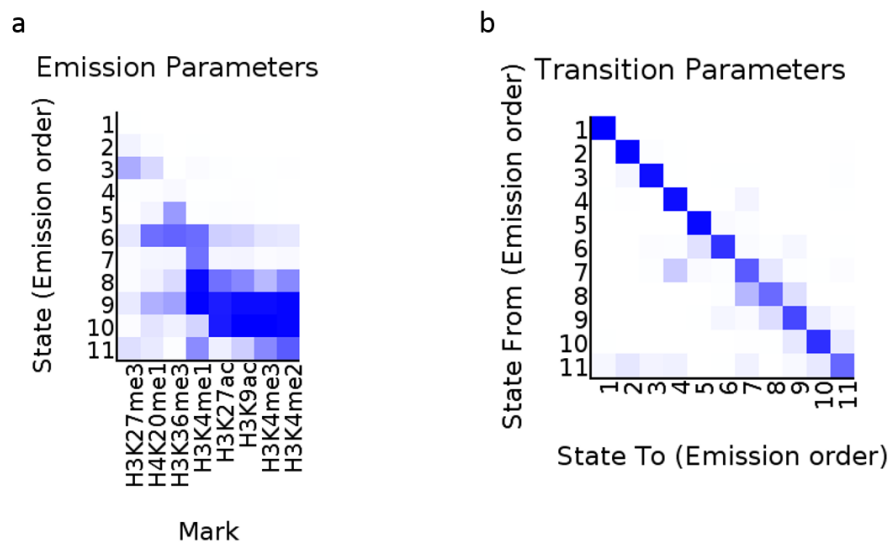 a
Emission Parameters
State (Emission order)
1
2
3
4
5
6
7
8
9
10
11
H3K27me3
H4K20me1
H3K36me3
H3K4me1
H3K27ac
H3K9ac
H3K4me3
H3K4me2
Mark
b
Transition Parameters
State From (Emission order)
1
2
3
4
5
6
7
8
9
10
11
1
2
3
4
5
6
7
8
9
10
11
State To (Emission order)